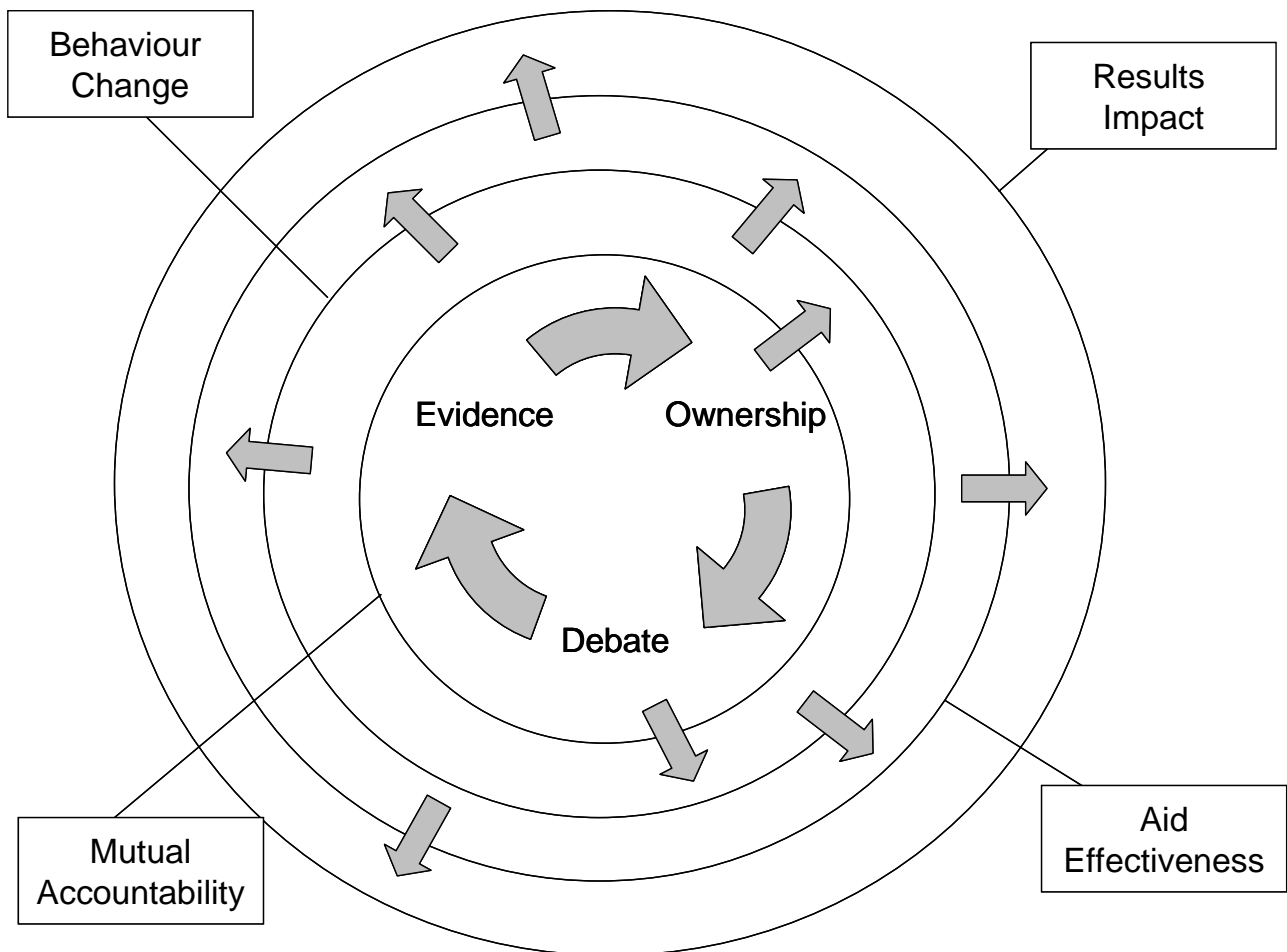 Behaviour
Change
Results
Impact
Evidence
Ownership
Debate
Mutual
Accountability
Aid
Effectiveness